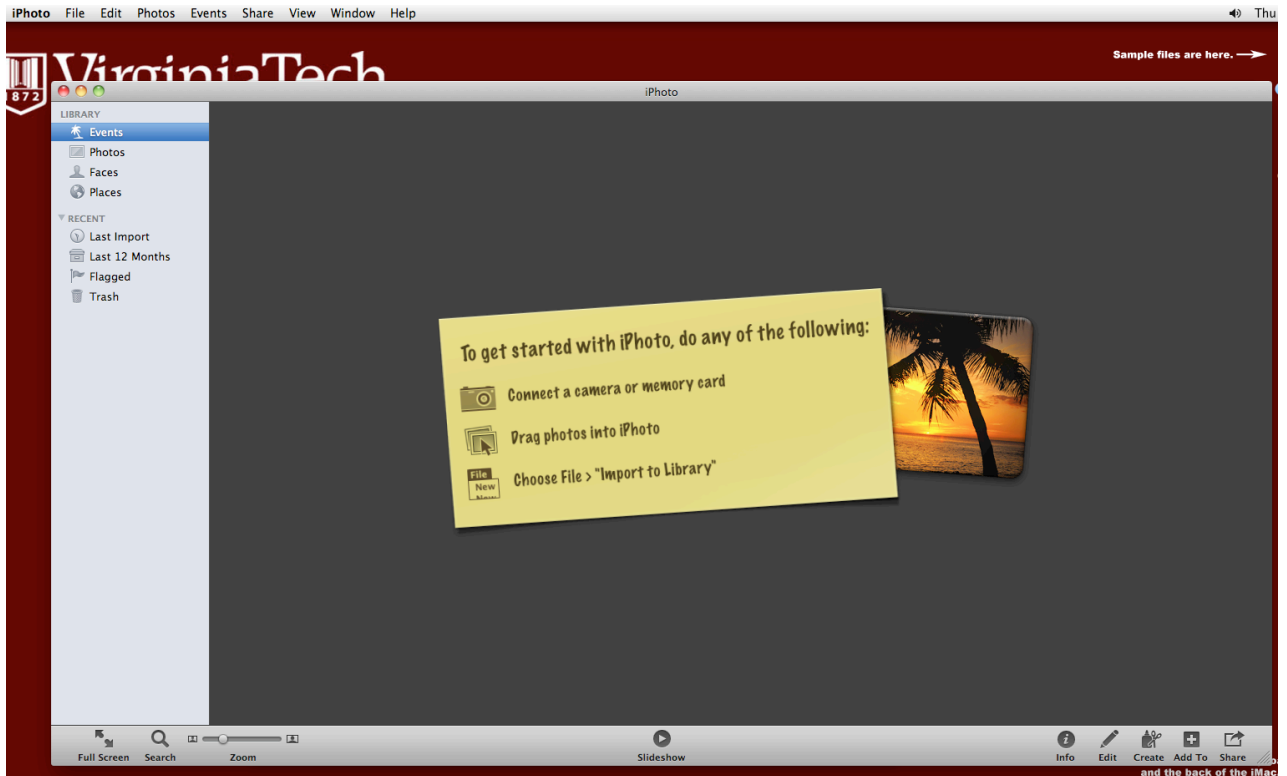 iPhoto File Edit Photos Events Share View Window Help Thu
Sample files are here.
VirginiaTech
1872
iPhoto
LIBRARY
Events
Photos
Faces
Places
RECENT
Last Import
Last 12 Months
Flagged
Trash
To get started with iPhoto, do any of the following:
Connect a camera or memory card
Drag photos into iPhoto
File
New
Choose File > "Import to Library"
Full Screen Search Zoom Slideshow Info Edit Create Add To Share
and the back of the iMac